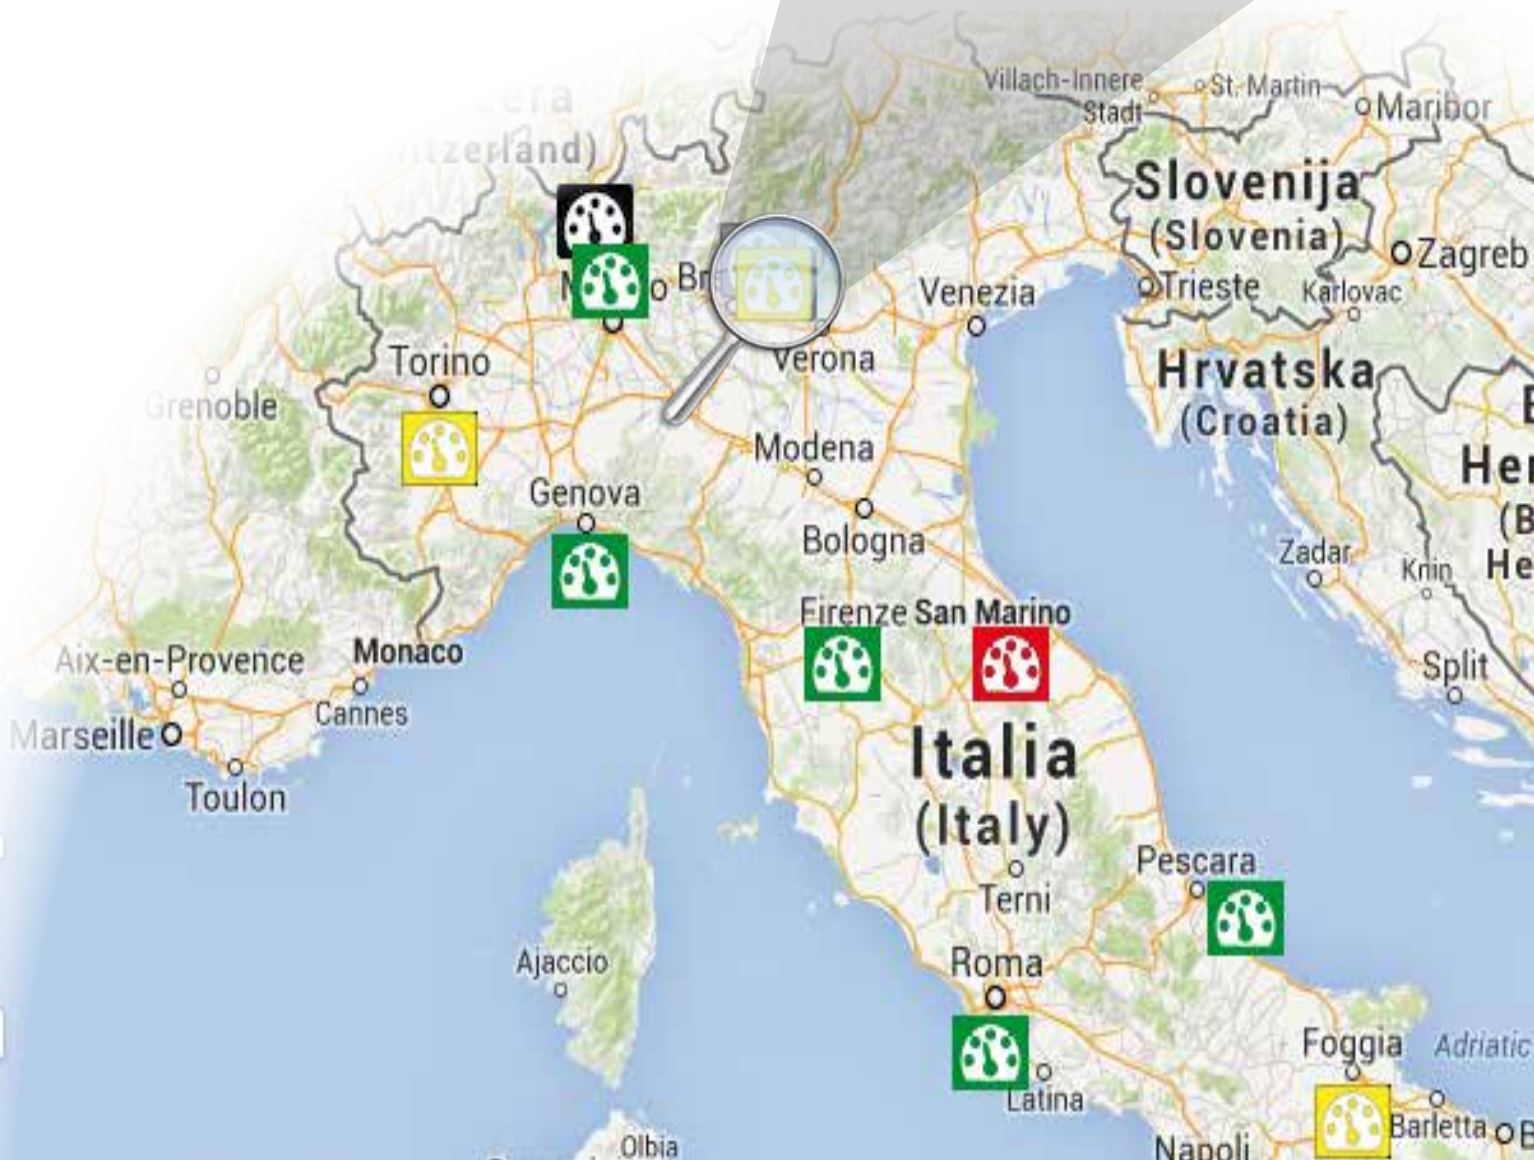 Villach-Innere
Stadt
St. Martin
Maribor
Slovenija
(Slovenia)
Zagreb
Venezia
Trieste
Karlovac
Torino
Verona
Hrvatska
(Croatia)
Grenoble
Modena
Genova
Bologna
Zadar
Knin
Firenze
San Marino
Aix-en-Provence
Monaco
Split
Cannes
Marseille
Italia
(Italy)
Toulon
Pescara
Terni
Ajaccio
Roma
Foggia
Adriatic
Latina
Barletta
Olbia
Napoli